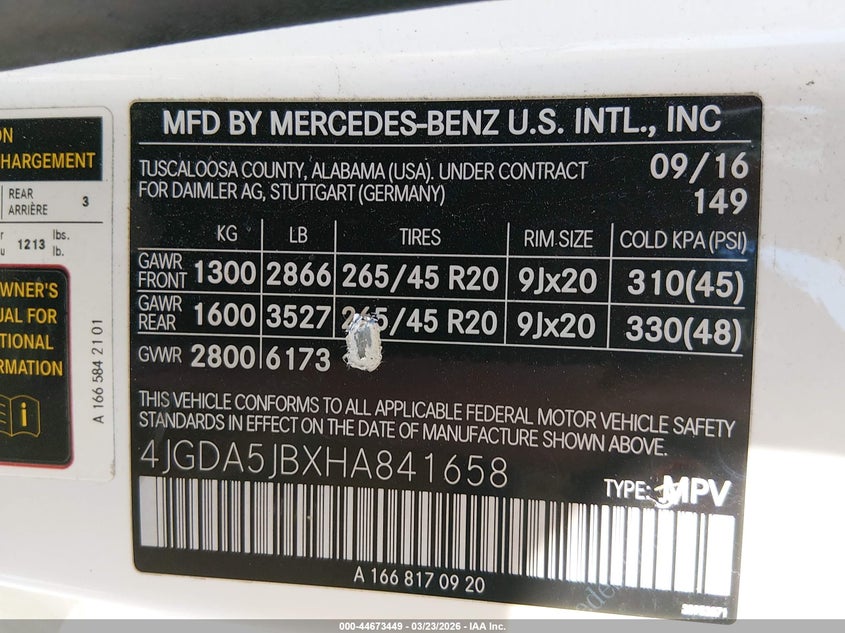 ON
CHARGEMENT
REAR
ARRIÈRE
3
1213 lbs.
lb.
WNER'S
UAL FOR
TIONAL
ORMATION
A 166 584 21 01
MFD BY MERCEDES-BENZ U.S. INTL., INC
TUSCALOOSA COUNTY, ALABAMA (USA). UNDER CONTRACT
FOR DAIMLER AG, STUTTGART (GERMANY)
09/16
149
KG LB TIRES RIM SIZE COLD KPA (PSI)
GAWR FRONT 1300 2866 265/45 R20 9Jx20 310(45)
GAWR REAR 1600 3527 265/45 R20 9Jx20 330(48)
GVWR 2800 6173
THIS VEHICLE CONFORMS TO ALL APPLICABLE FEDERAL MOTOR VEHICLE SAFETY
STANDARDS IN EFFECT ON THE DATE OF MANUFACTURE SHOWN ABOVE.
4JGDA5JBXHA841658
TYPE: MPV
A 166 817 09 20
000-44673449 - 03/23/2026 - IAA Inc.